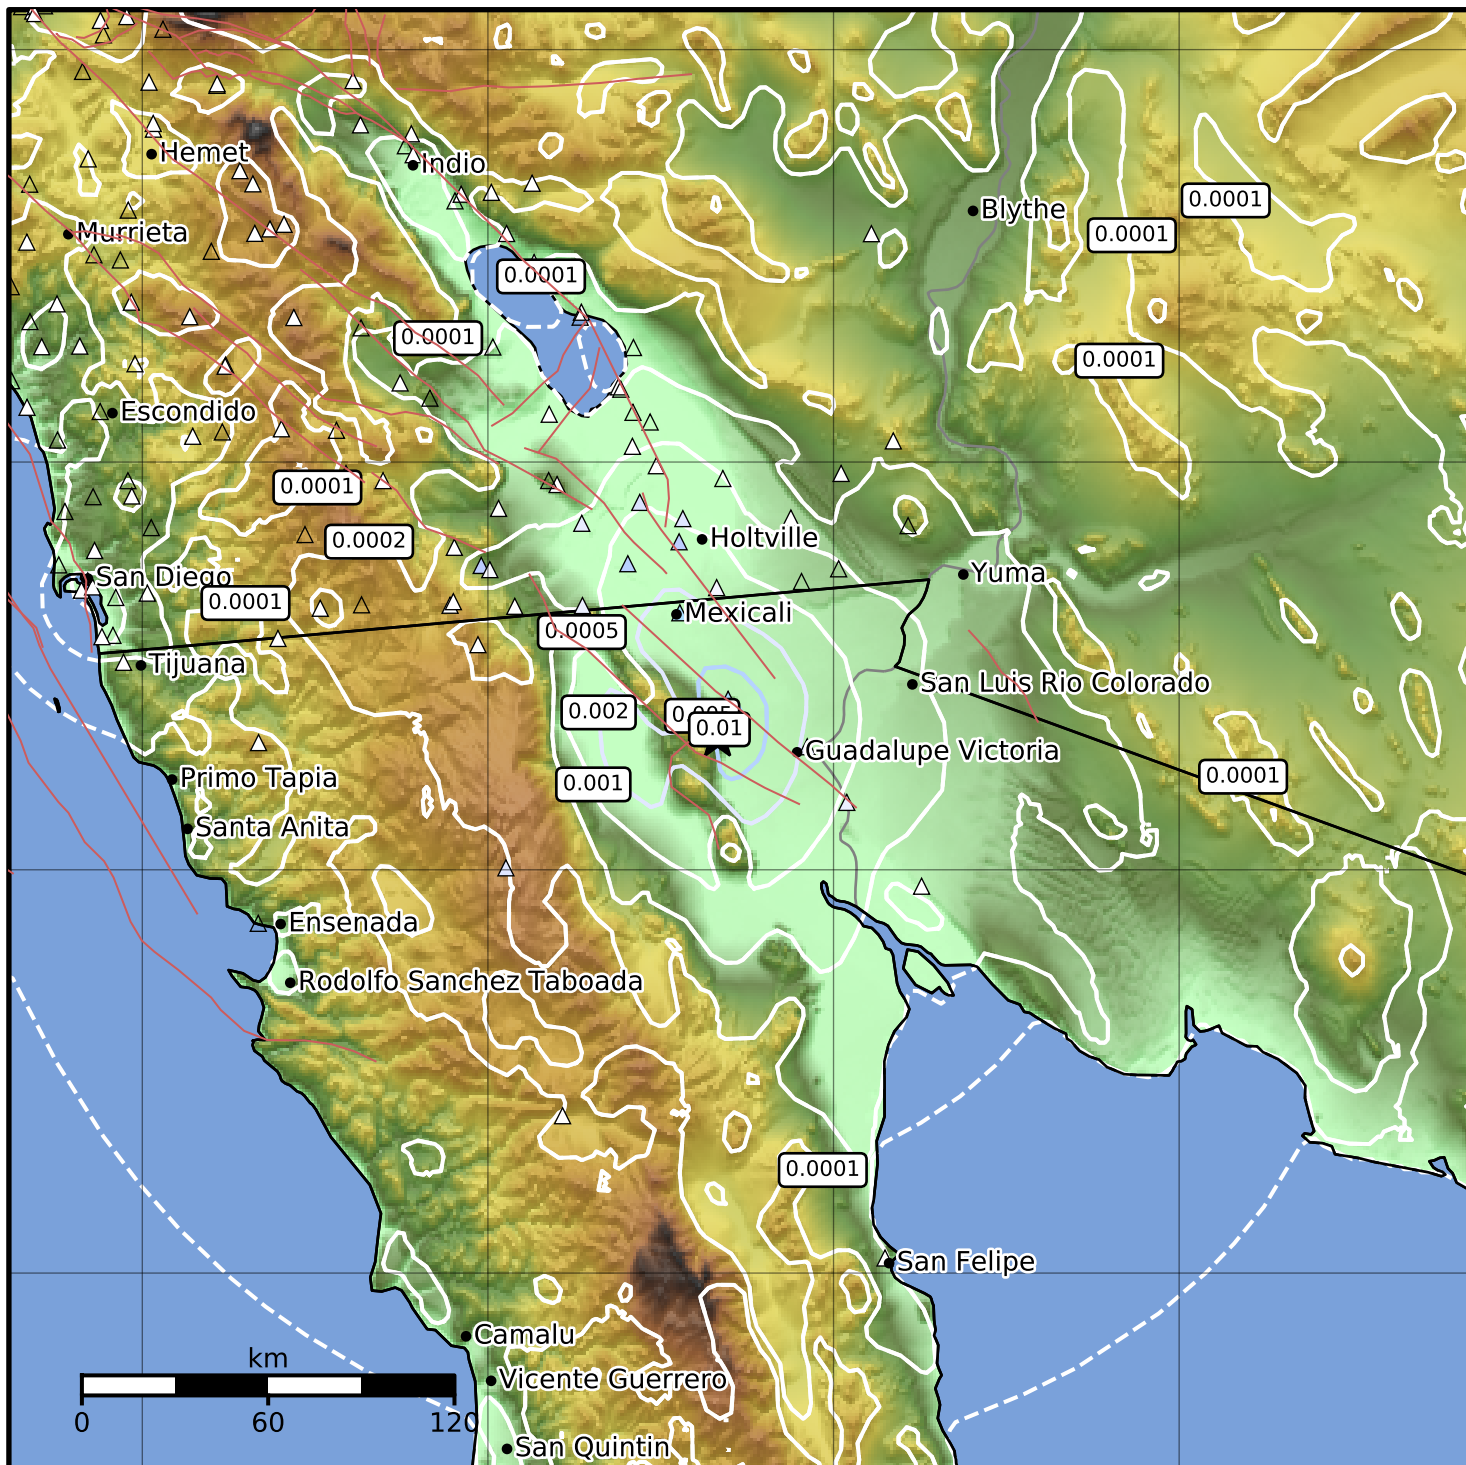 Hemet
Indio
0.0001
Blythe
Murrieta
0.0001
0.0001
0.0001
0.0001
Escondido
0.0001
0.0002
Holtville
San Diego
Yuma
0.0001
Mexicali
0.0005
Tijuana
San Luis Rio Colorado
0.002
0.01
Guadalupe Victoria
0.001
0.0001
Primo Tapia
Santa Anita
Ensenada
Rodolfo Sanchez Taboada
0.0001
San Felipe
Camalu
km
Vicente Guerrero
0 60 120
San Quintin